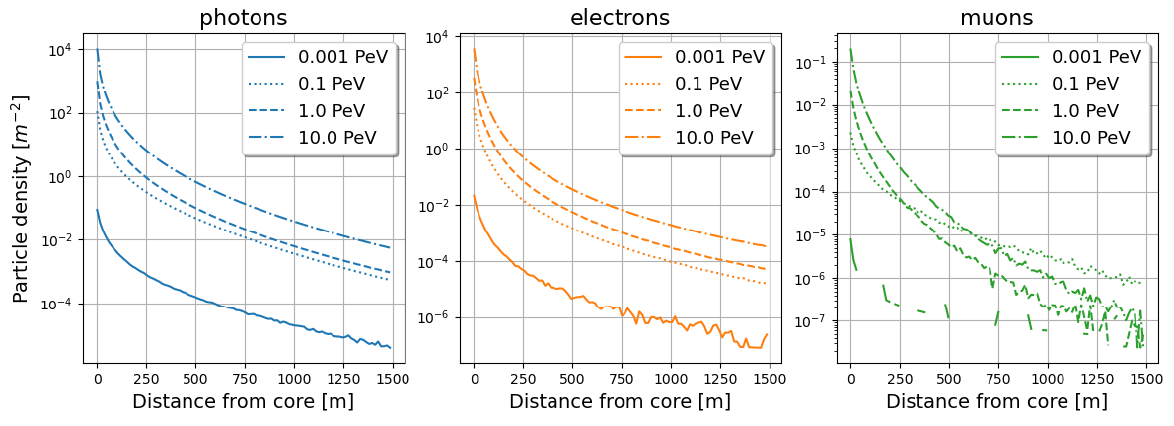 photons
electrons
muons
Particle density [$m^{-2}$]
10⁴
10²
10⁰
10⁻²
10⁻⁴
0.001 PeV
0.1 PeV
1.0 PeV
10.0 PeV
0
250
500
750
1000
1250
1500
Distance from core [m]
10⁴
10²
10⁰
10⁻²
10⁻⁴
10⁻⁶
0.001 PeV
0.1 PeV
1.0 PeV
10.0 PeV
0
250
500
750
1000
1250
1500
Distance from core [m]
10⁻¹
10⁻²
10⁻³
10⁻⁴
10⁻⁵
10⁻⁶
10⁻⁷
0.001 PeV
0.1 PeV
1.0 PeV
10.0 PeV
0
250
500
750
1000
1250
1500
Distance from core [m]